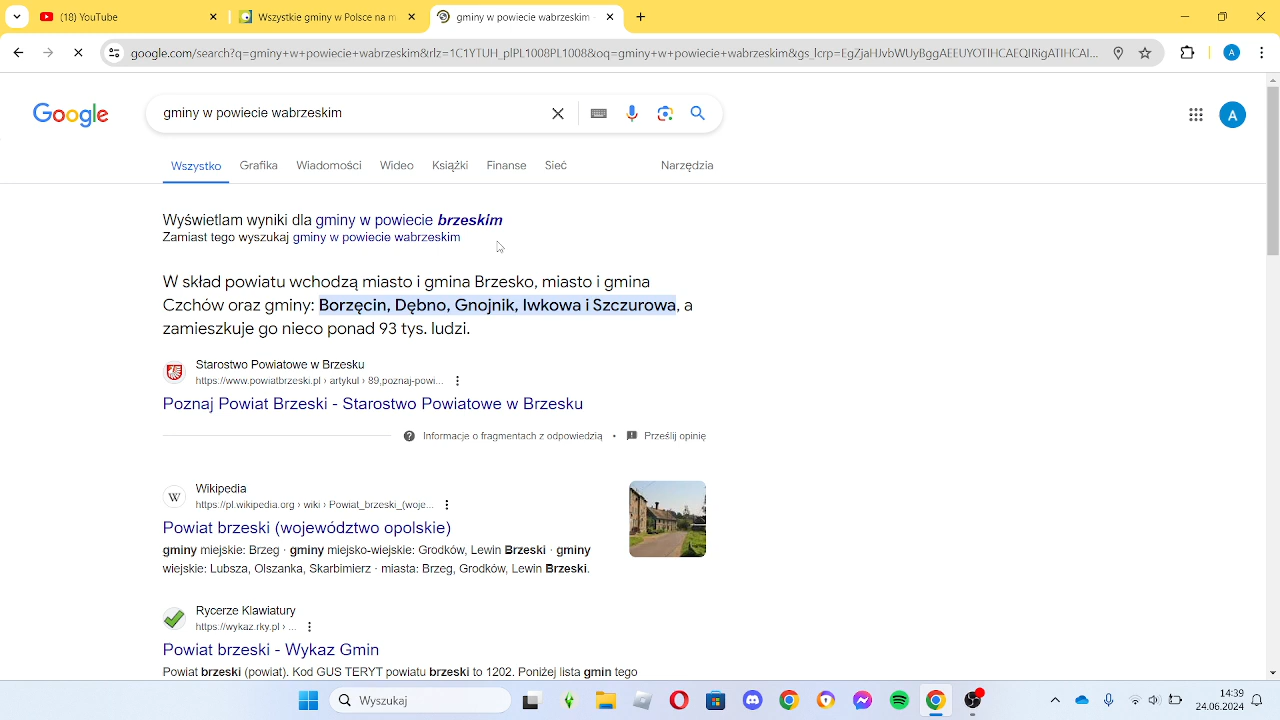 (18) YouTube
Wszystkie gminy w Polsce na m
gminy w powiecie wabrzeskim -
google.com/search?q=gminy+w+powiecie+wabrzeskim&rlz=1C1YTUH_plPL1008PL1008&oq=gminy+w+powiecie+wabrzeskim&gs_lcrp=EgZjaHJvbWUyBggAEEUYOTIHCAEQIRigATIHCAI...
A
Google
gminy w powiecie wabrzeskim
A
Wszystko
Grafika
Wiadomości
Wideo
Książki
Finanse
Sieć
Narzędzia
Wyświetlam wyniki dla gminy w powiecie brzeskim
Zamiast tego wyszukaj gminy w powiecie wabrzeskim
W skład powiatu wchodzą miasto i gmina Brzesko, miasto i gmina
Czchów oraz gminy: Borzęcin, Dębno, Gnojnik, Iwkowa i Szczurowa, a
zamieszkuje go nieco ponad 93 tys. ludzi.
Starostwo Powiatowe w Brzesku
https://www.powiatbrzeski.pl › artykul › 89,poznaj-powi...
Poznaj Powiat Brzeski - Starostwo Powiatowe w Brzesku
Informacje o fragmentach z odpowiedzią
•
Prześlij opinię
W
Wikipedia
https://pl.wikipedia.org › wiki › Powiat_brzeski_(woje...
Powiat brzeski (województwo opolskie)
gminy miejskie: Brzeg · gminy miejsko-wiejskie: Grodków, Lewin Brzeski · gminy
wiejskie: Lubsza, Olszanka, Skarbimierz · miasta: Brzeg, Grodków, Lewin Brzeski.
Rycerze Klawiatury
https://wykaz.rky.pl › ...
Powiat brzeski - Wykaz Gmin
Powiat brzeski (powiat). Kod GUS TERYT powiatu brzeski to 1202. Poniżej lista gmin tego
Wyszukaj
14:39
24.06.2024